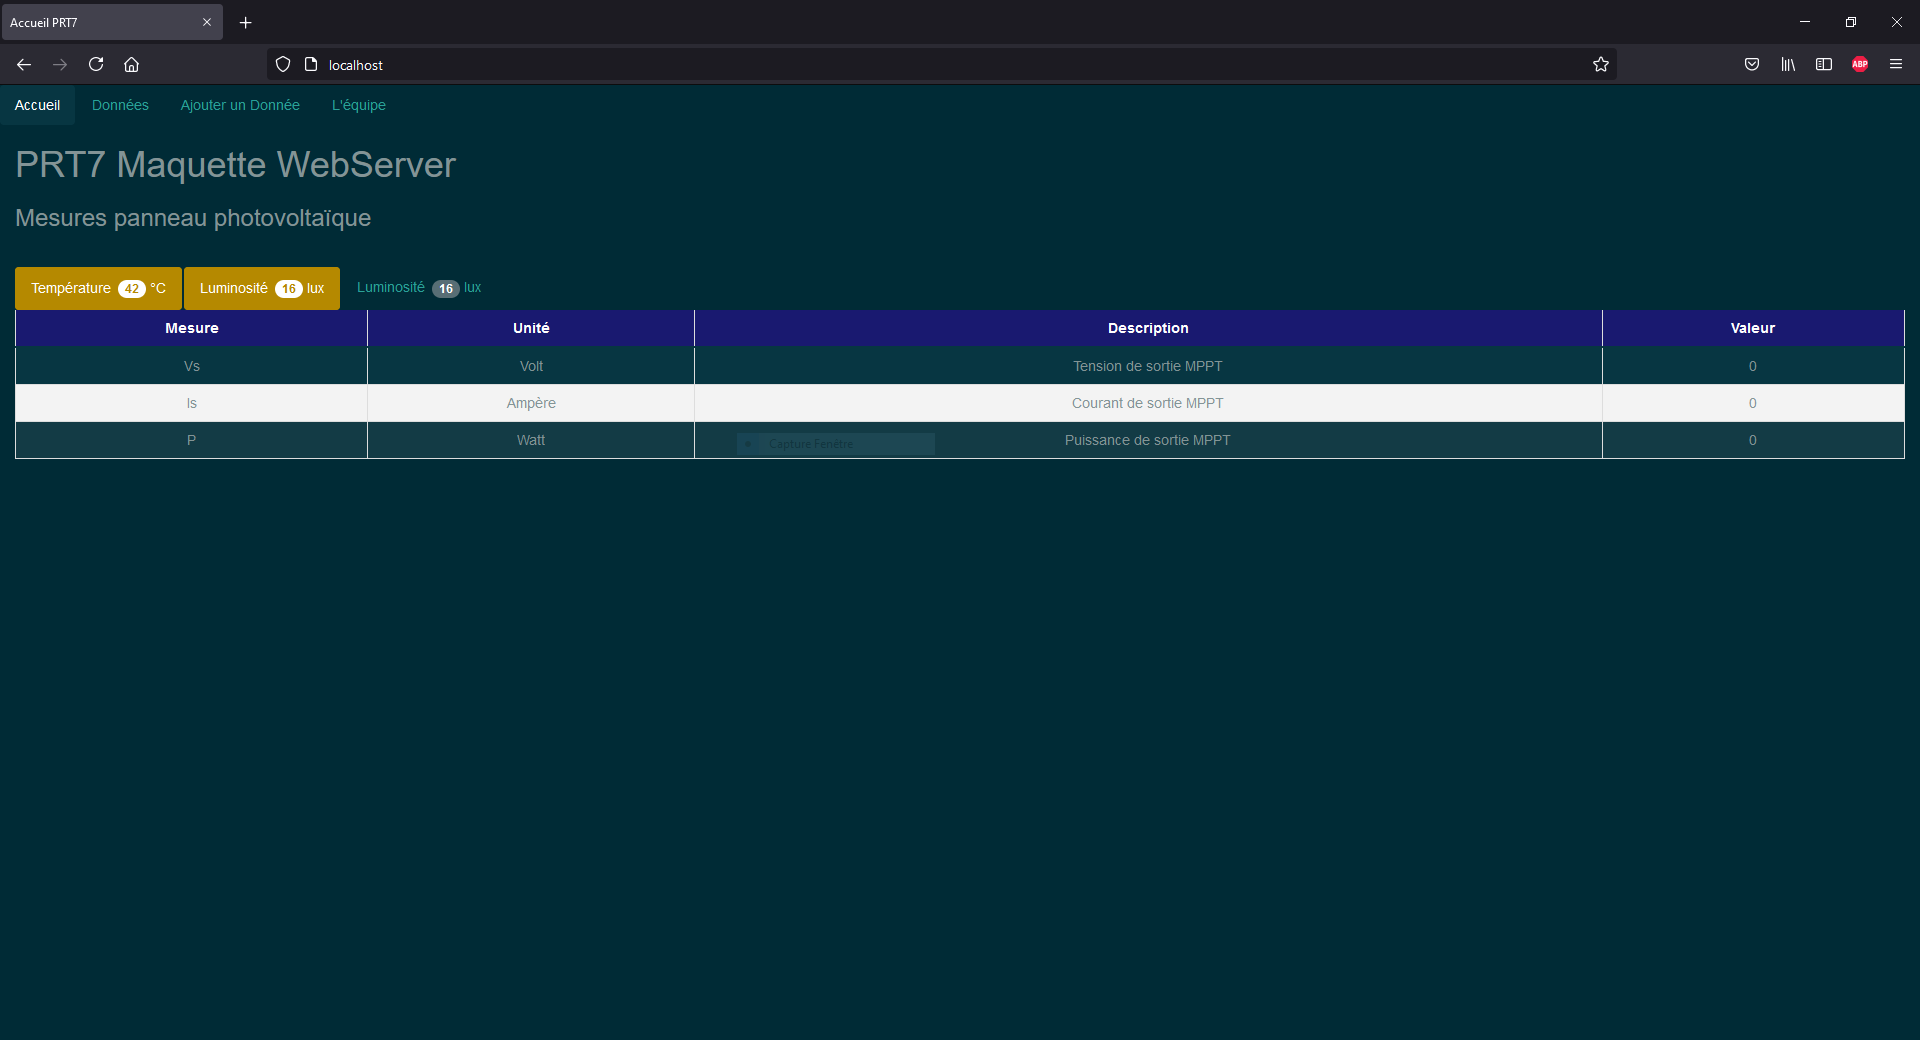 Accueil PRT7
localhost
ABP
Accueil Données Ajouter un Donnée L'équipe
PRT7 Maquette WebServer
Mesures panneau photovoltaïque
Température 42 °C Luminosité 16 lux Luminosité 16 lux
Mesure Unité Description Valeur
Vs Volt Tension de sortie MPPT 0
Is Ampère Courant de sortie MPPT 0
P Watt Puissance de sortie MPPT 0
Capture Fenêtre